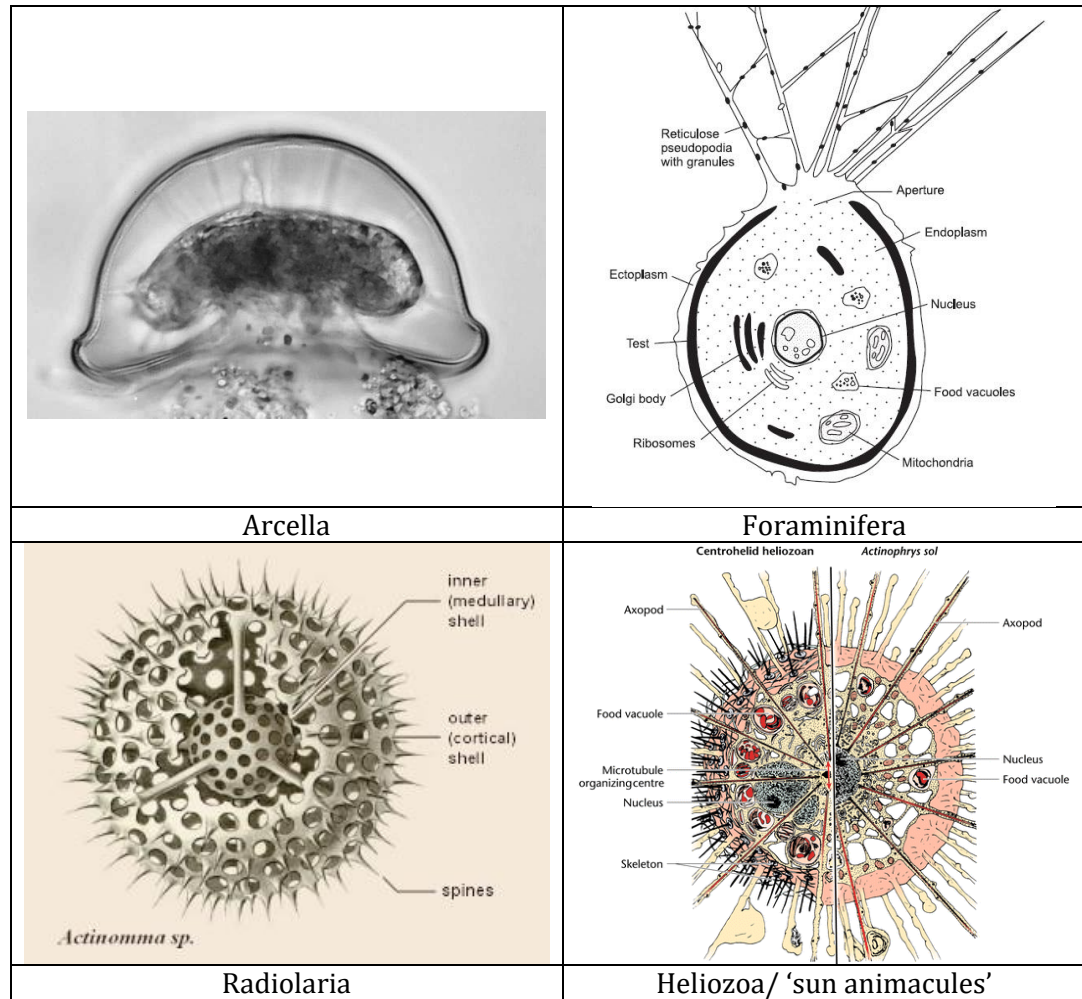 Reticulose
pseudopodia
with granules
Aperture
Endoplasm
Ectoplasm
Nucleus
Test
Golgi body
Food vacuoles
Ribosomes
Mitochondria
Arcella
Foraminifera
inner
(medullary)
shell
outer
(cortical)
shell
spines
Actinomma sp.
Centrohelid heliozoan
Actinophrys sol
Axopod
Axopod
Food vacuole
Nucleus
Microtubule
organizing centre
Food vacuole
Nucleus
Skeleton
Radiolaria
Heliozoa/ ‘sun animacules’